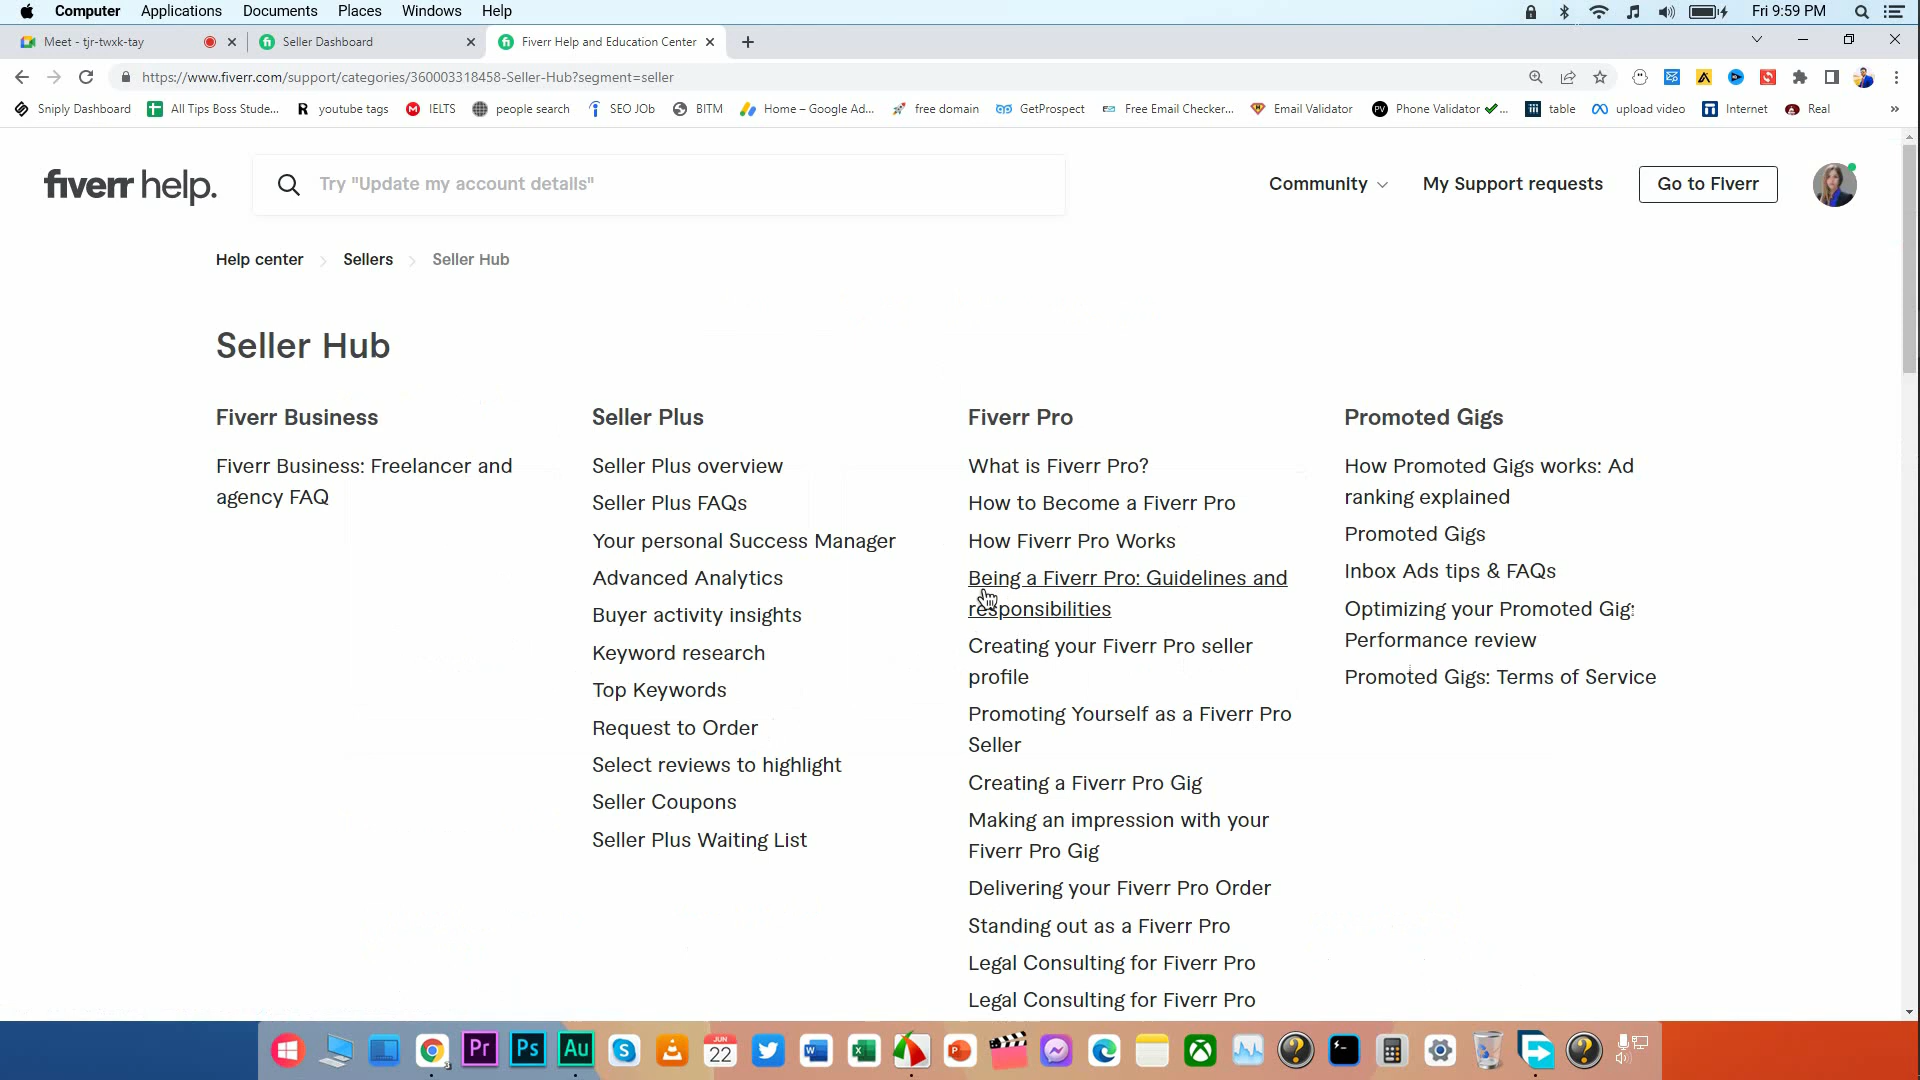 Computer Applications Documents Places Windows Help
Fri 9:59 PM
Meet - tjr-twxk-tay
Seller Dashboard
Fiverr Help and Education Center
https://www.fiverr.com/support/categories/360003318458-Seller-Hub?segment=seller
Sniply Dashboard
All Tips Boss Stude...
R youtube tags
M IELTS
people search
SEO JOb
BITM
Home – Google Ad...
free domain
GetProspect
Free Email Checker...
Email Validator
PV Phone Validator ✔...
table
upload video
Internet
Real
»
fiverr help.
Try "Update my account details"
Community
My Support requests
Go to Fiverr
Help center
Sellers
Seller Hub
Seller Hub
Fiverr Business
Fiverr Business: Freelancer and
agency FAQ
Seller Plus
Seller Plus overview
Seller Plus FAQs
Your personal Success Manager
Advanced Analytics
Buyer activity insights
Keyword research
Top Keywords
Request to Order
Select reviews to highlight
Seller Coupons
Seller Plus Waiting List
Fiverr Pro
What is Fiverr Pro?
How to Become a Fiverr Pro
How Fiverr Pro Works
Being a Fiverr Pro: Guidelines and
responsibilities
Creating your Fiverr Pro seller
profile
Promoting Yourself as a Fiverr Pro
Seller
Creating a Fiverr Pro Gig
Making an impression with your
Fiverr Pro Gig
Delivering your Fiverr Pro Order
Standing out as a Fiverr Pro
Legal Consulting for Fiverr Pro
Legal Consulting for Fiverr Pro
Promoted Gigs
How Promoted Gigs works: Ad
ranking explained
Promoted Gigs
Inbox Ads tips & FAQs
Optimizing your Promoted Gig:
Performance review
Promoted Gigs: Terms of Service
Pr
Ps
Au
S
JUN
22
W
X
P